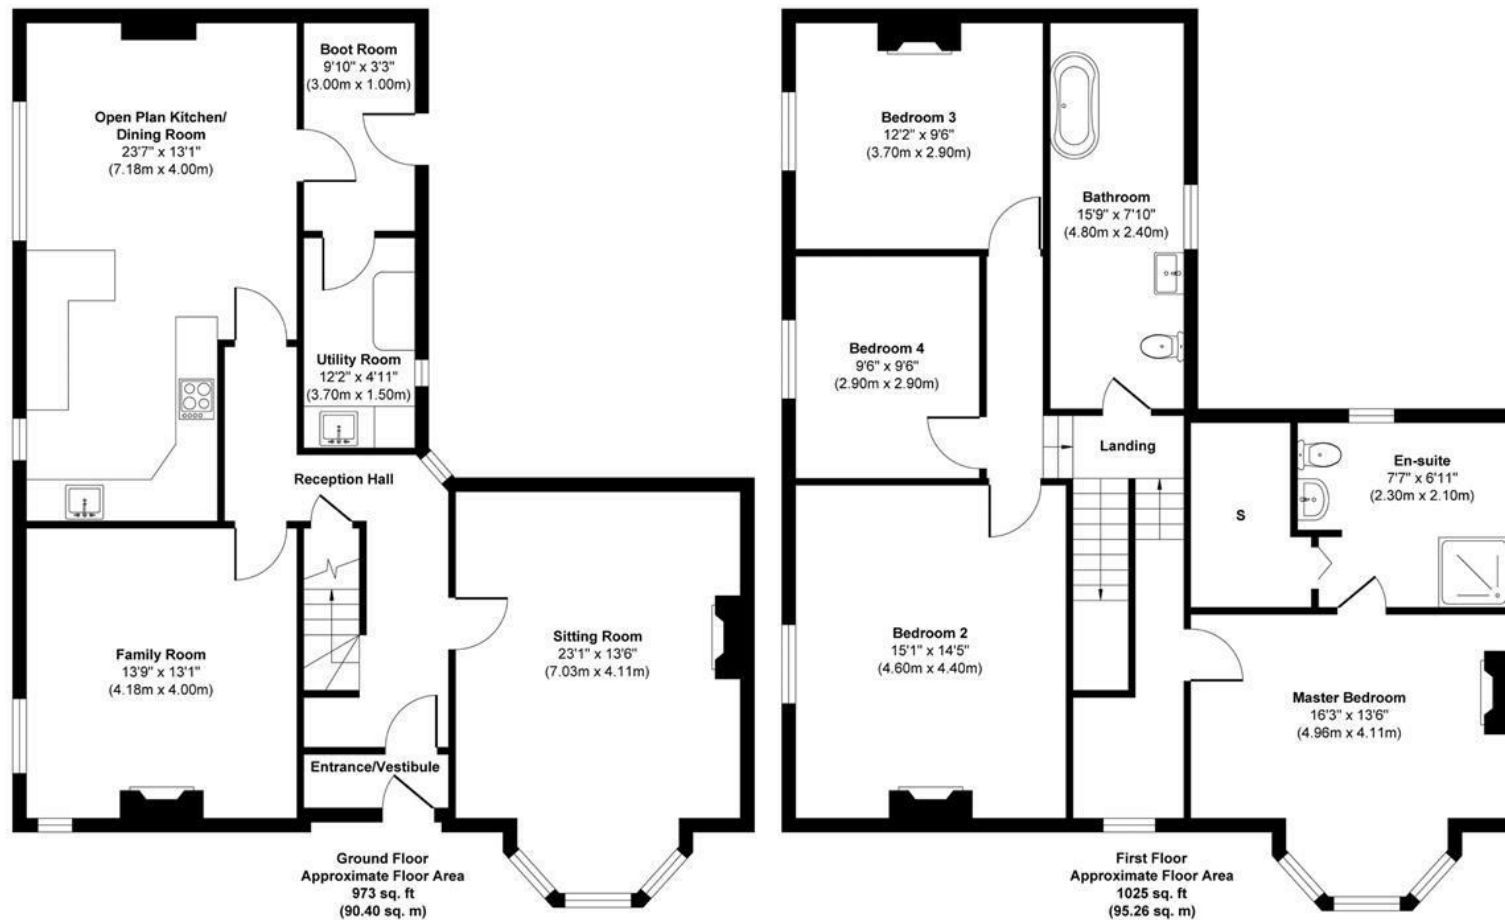 Boot Room
9'10" x 3'3"
(3.00m x 1.00m)
Open Plan Kitchen/
Dining Room
23'7" x 13'1"
(7.18m x 4.00m)
Utility Room
12'2" x 4'11"
(3.70m x 1.50m)
Reception Hall
Family Room
13'9" x 13'1"
(4.18m x 4.00m)
Sitting Room
23'1" x 13'6"
(7.03m x 4.11m)
Entrance/Vestibule
Ground Floor
Approximate Floor Area
973 sq. ft
(90.40 sq. m)
Bedroom 3
12'2" x 9'6"
(3.70m x 2.90m)
Bathroom
15'9" x 7'10"
(4.80m x 2.40m)
Bedroom 4
9'6" x 9'6"
(2.90m x 2.90m)
Landing
En-suite
7'7" x 6'11"
(2.30m x 2.10m)
S
Bedroom 2
15'1" x 14'5"
(4.60m x 4.40m)
Master Bedroom
16'3" x 13'6"
(4.96m x 4.11m)
First Floor
Approximate Floor Area
1025 sq. ft
(95.26 sq. m)